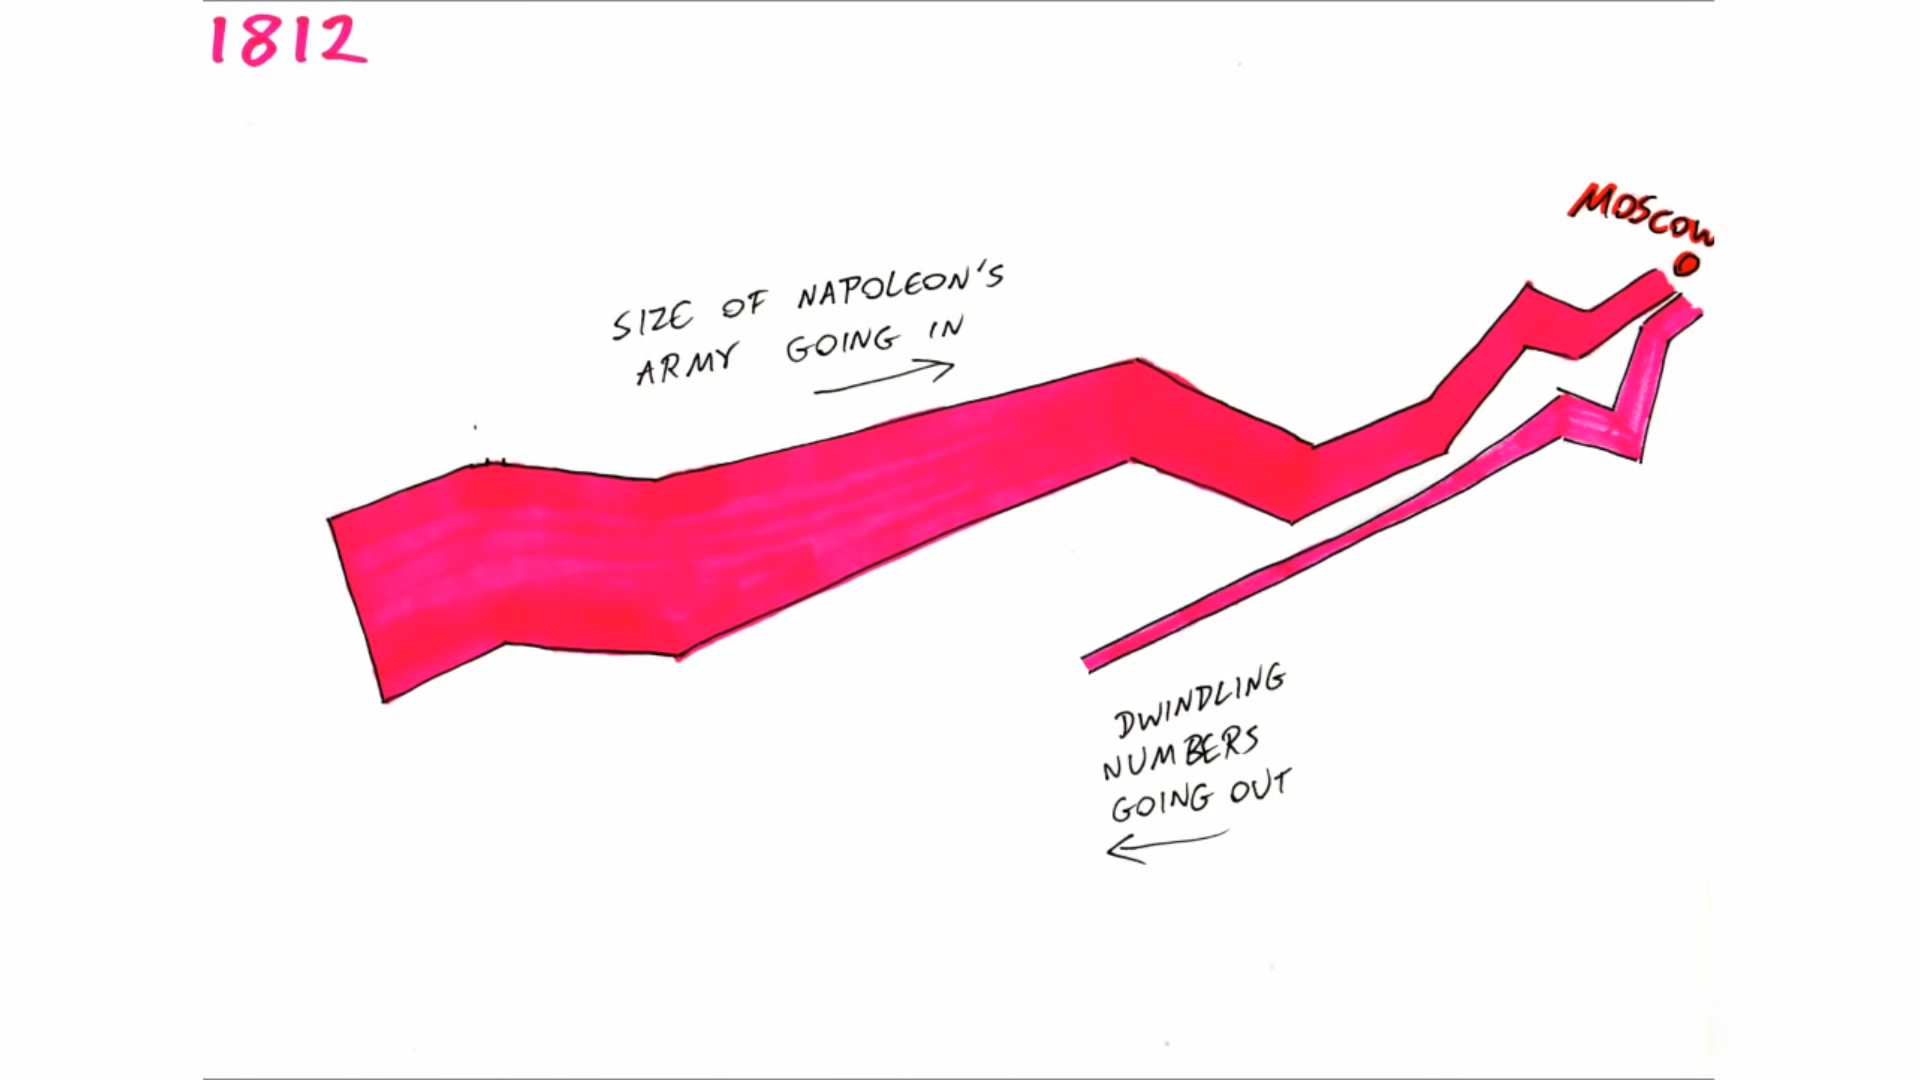 1812
MOSCOW
SIZE OF NAPOLEON'S
ARMY GOING IN
DWINDLING
NUMBERS
GOING OUT